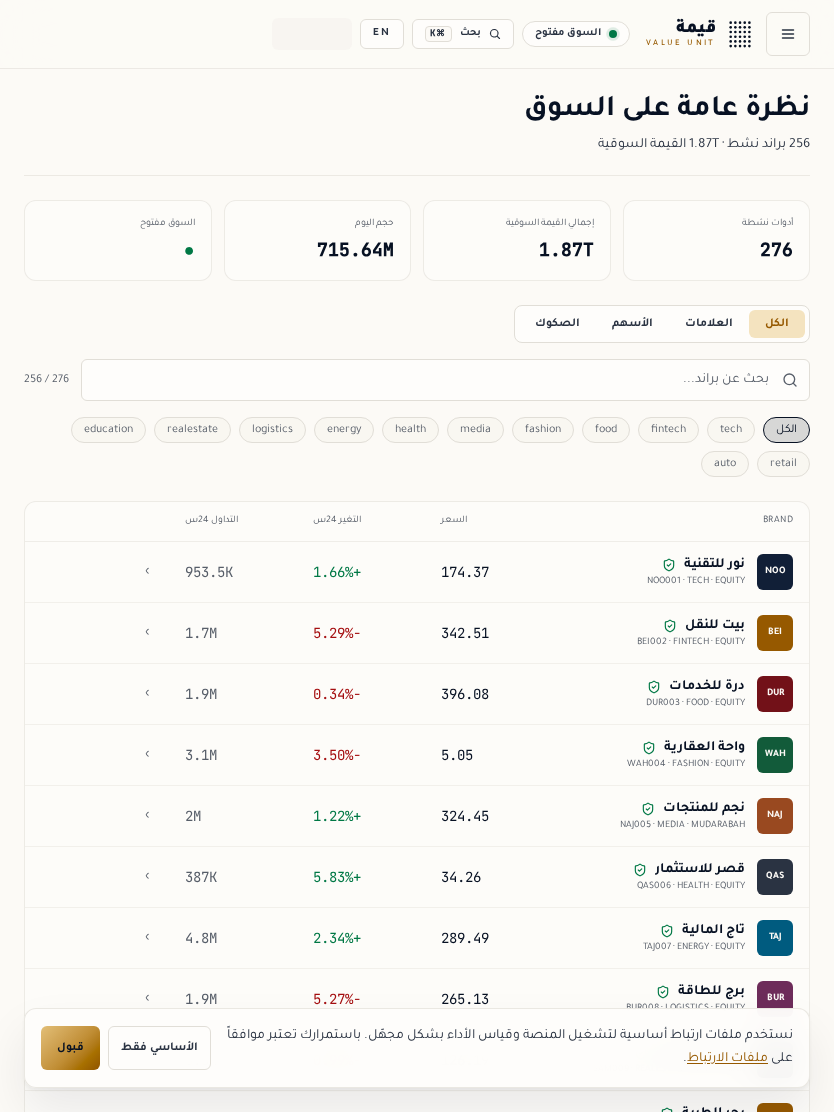 قيمة
VALUE UNIT
السوق مفتوح
بحث
⌘K
EN
نظرة عامة على السوق
256 براند نشط · 1.87T القيمة السوقية
أدوات نشطة
276
إجمالي القيمة السوقية
1.87T
حجم اليوم
715.64M
السوق مفتوح
الكل
العلامات
الأسهم
الصكوك
بحث عن براند...
256 / 276
الكل
tech
fintech
food
fashion
media
health
energy
logistics
realestate
education
retail
auto
BRAND السعر التغير 24س التداول 24س
NOO نور للتقنية 174.37 +1.66% 953.5K
NOO001 · TECH · EQUITY
BEI بيت للنقل 342.51 -5.29% 1.7M
BEI002 · FINTECH · EQUITY
DUR درة للخدمات 396.08 -0.34% 1.9M
DUR003 · FOOD · EQUITY
WAH واحة العقارية 5.05 -3.50% 3.1M
WAH004 · FASHION · EQUITY
NAJ نجم للمنتجات 324.45 +1.22% 2M
NAJ005 · MEDIA · MUDARABAH
QAS قصر للاستثمار 34.26 +5.83% 387K
QAS006 · HEALTH · EQUITY
TAJ تاج المالية 289.49 +2.34% 4.8M
TAJ007 · ENERGY · EQUITY
BUR برج للطاقة 265.13 -5.27% 1.9M
BUR008 · LOGISTICS · EQUITY
نستخدم ملفات ارتباط أساسية لتشغيل المنصة وقياس الأداء بشكل مجهّل. باستمرارك تعتبر موافقاً
على ملفات الارتباط.
الأساسي فقط
قبول